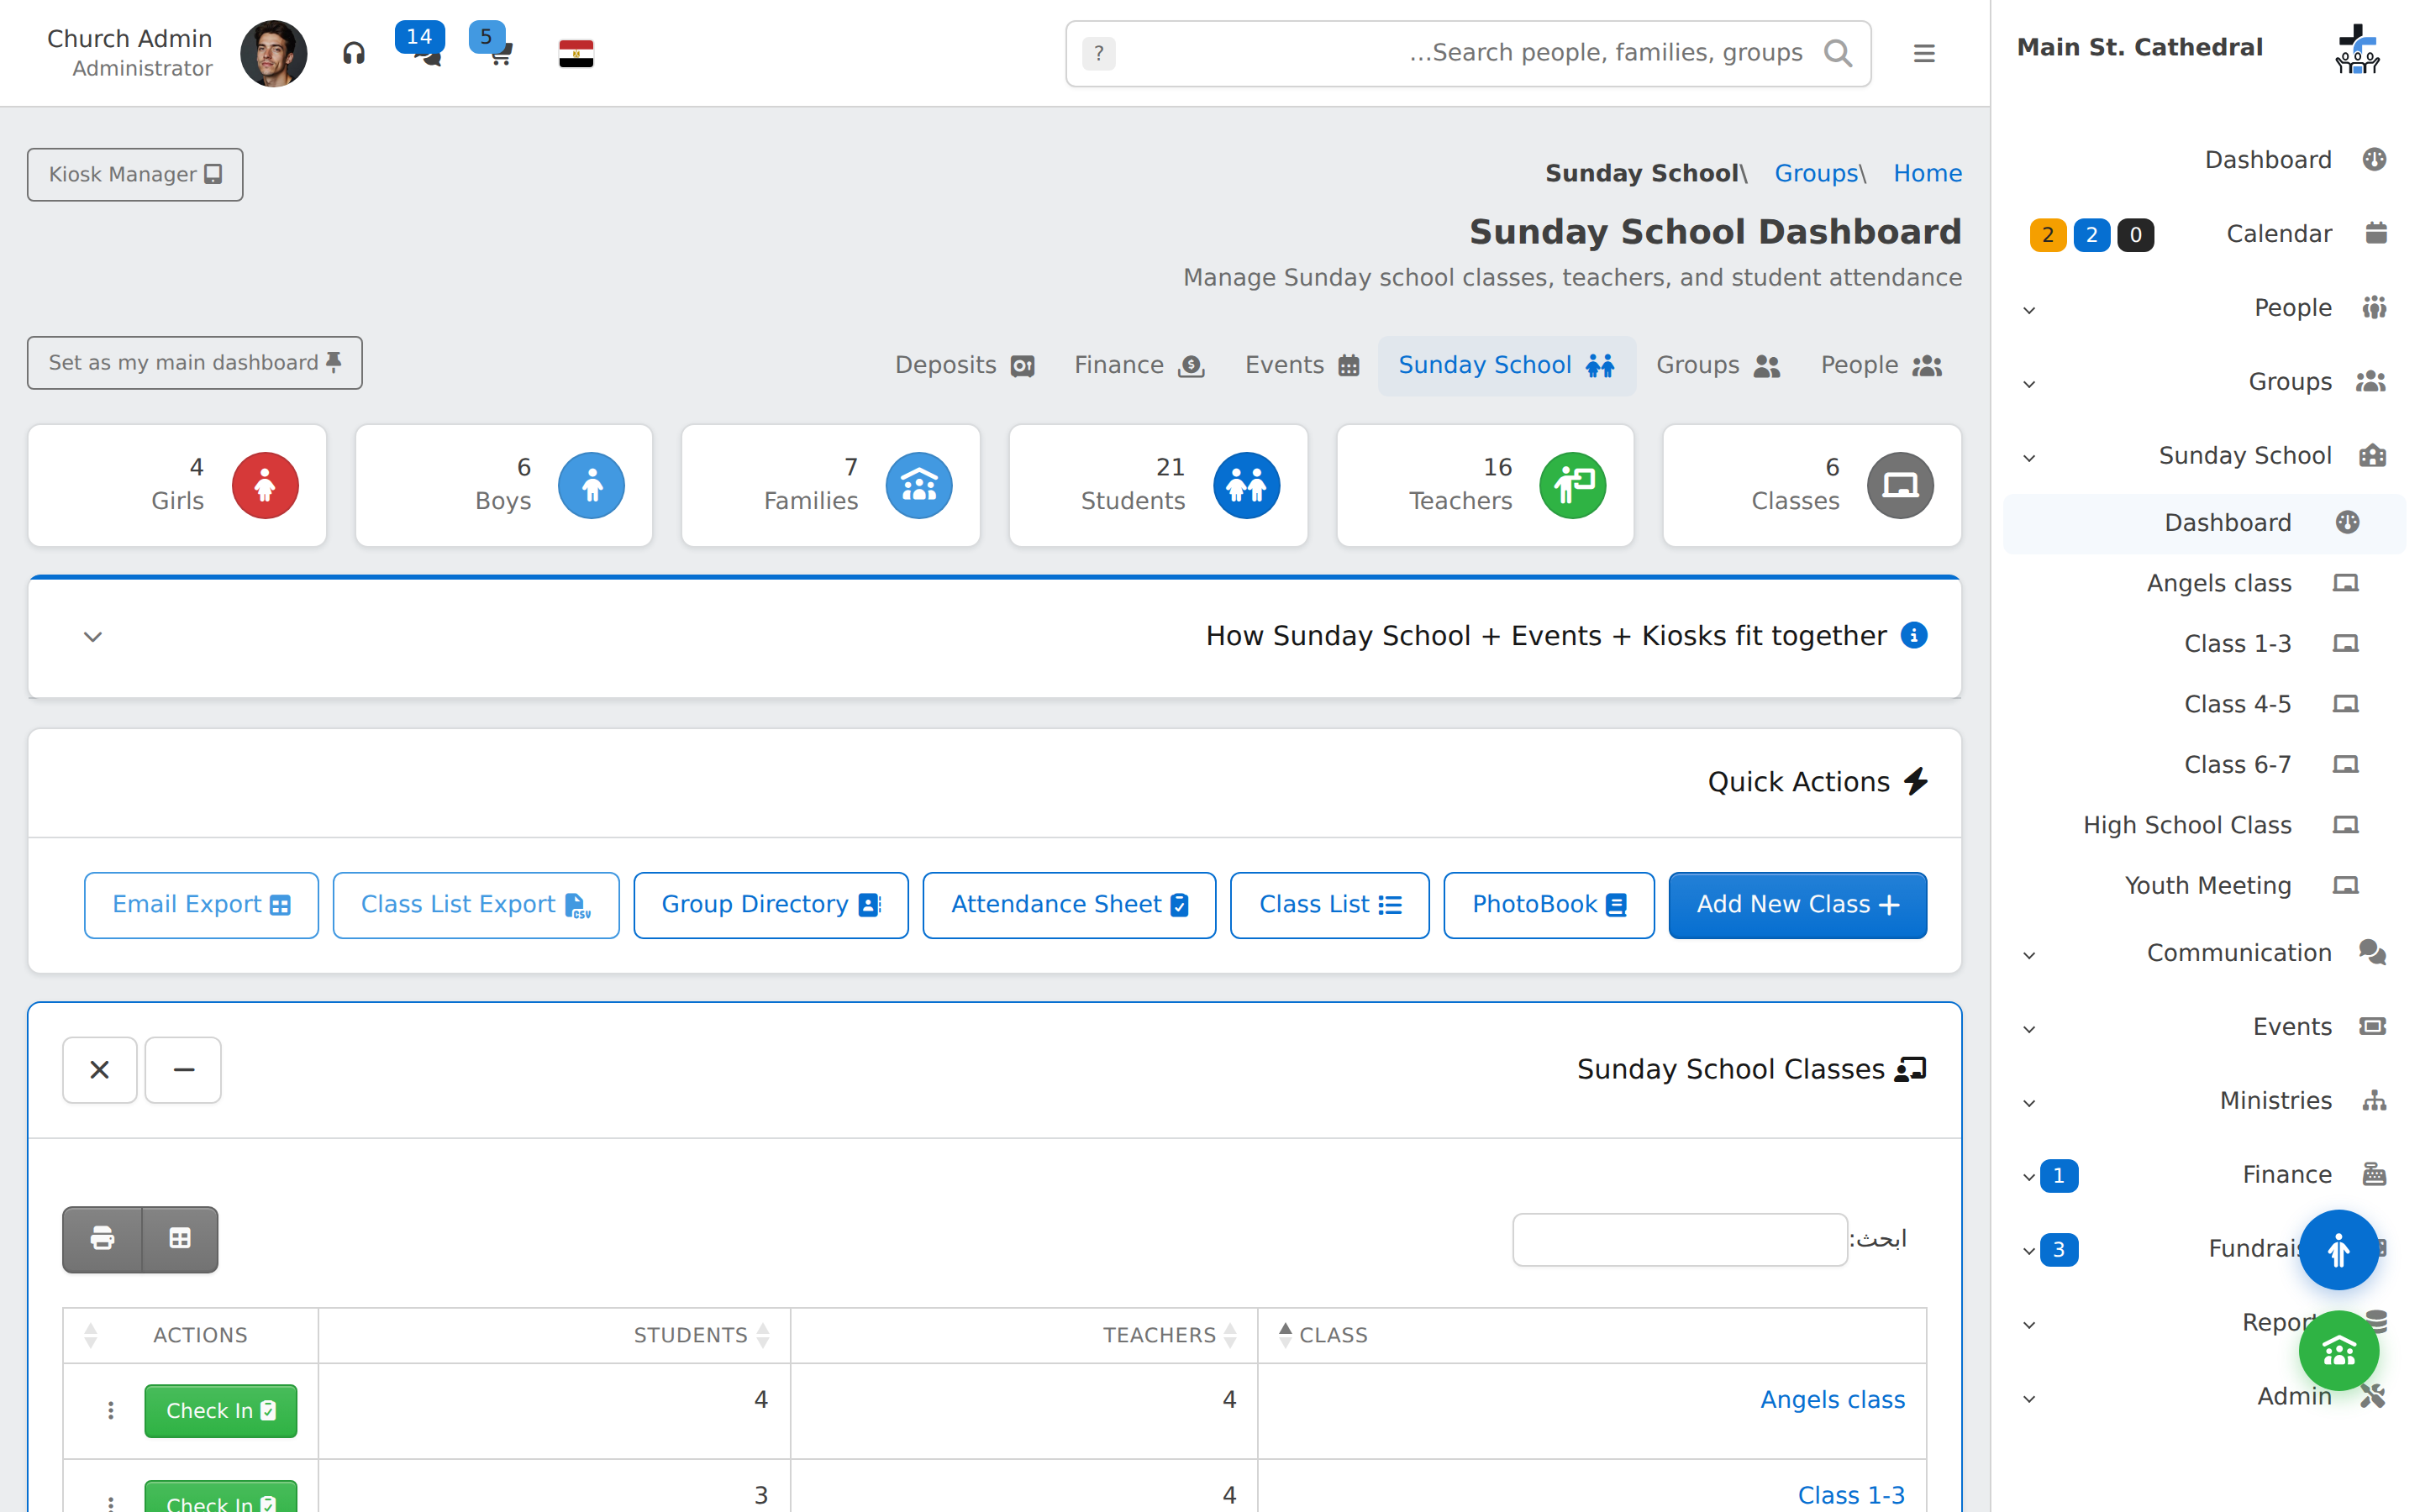 Main St. Cathedral
Dashboard
Calendar 0 2 2
People
Groups
Sunday School
Dashboard
Angels class
Class 1-3
Class 4-5
Class 6-7
High School Class
Youth Meeting
Communication
Events
Ministries
Finance 1
3
Admin
Search people, families, groups...
?
5
14
Church Admin
Administrator
Home \Groups \Sunday School
Sunday School Dashboard
Manage Sunday school classes, teachers, and student attendance
Kiosk Manager
People
Groups
Sunday School
Events
Finance
Deposits
Set as my main dashboard
6
Classes
16
Teachers
21
Students
7
Families
6
Boys
4
Girls
How Sunday School + Events + Kiosks fit together
Quick Actions
Add New Class
PhotoBook
Class List
Attendance Sheet
Group Directory
Class List Export
CSV
Email Export
Sunday School Classes
ابحث:
CLASS TEACHERS STUDENTS ACTIONS
Angels class 4 4 Check In
Class 1-3 4 3 Check In